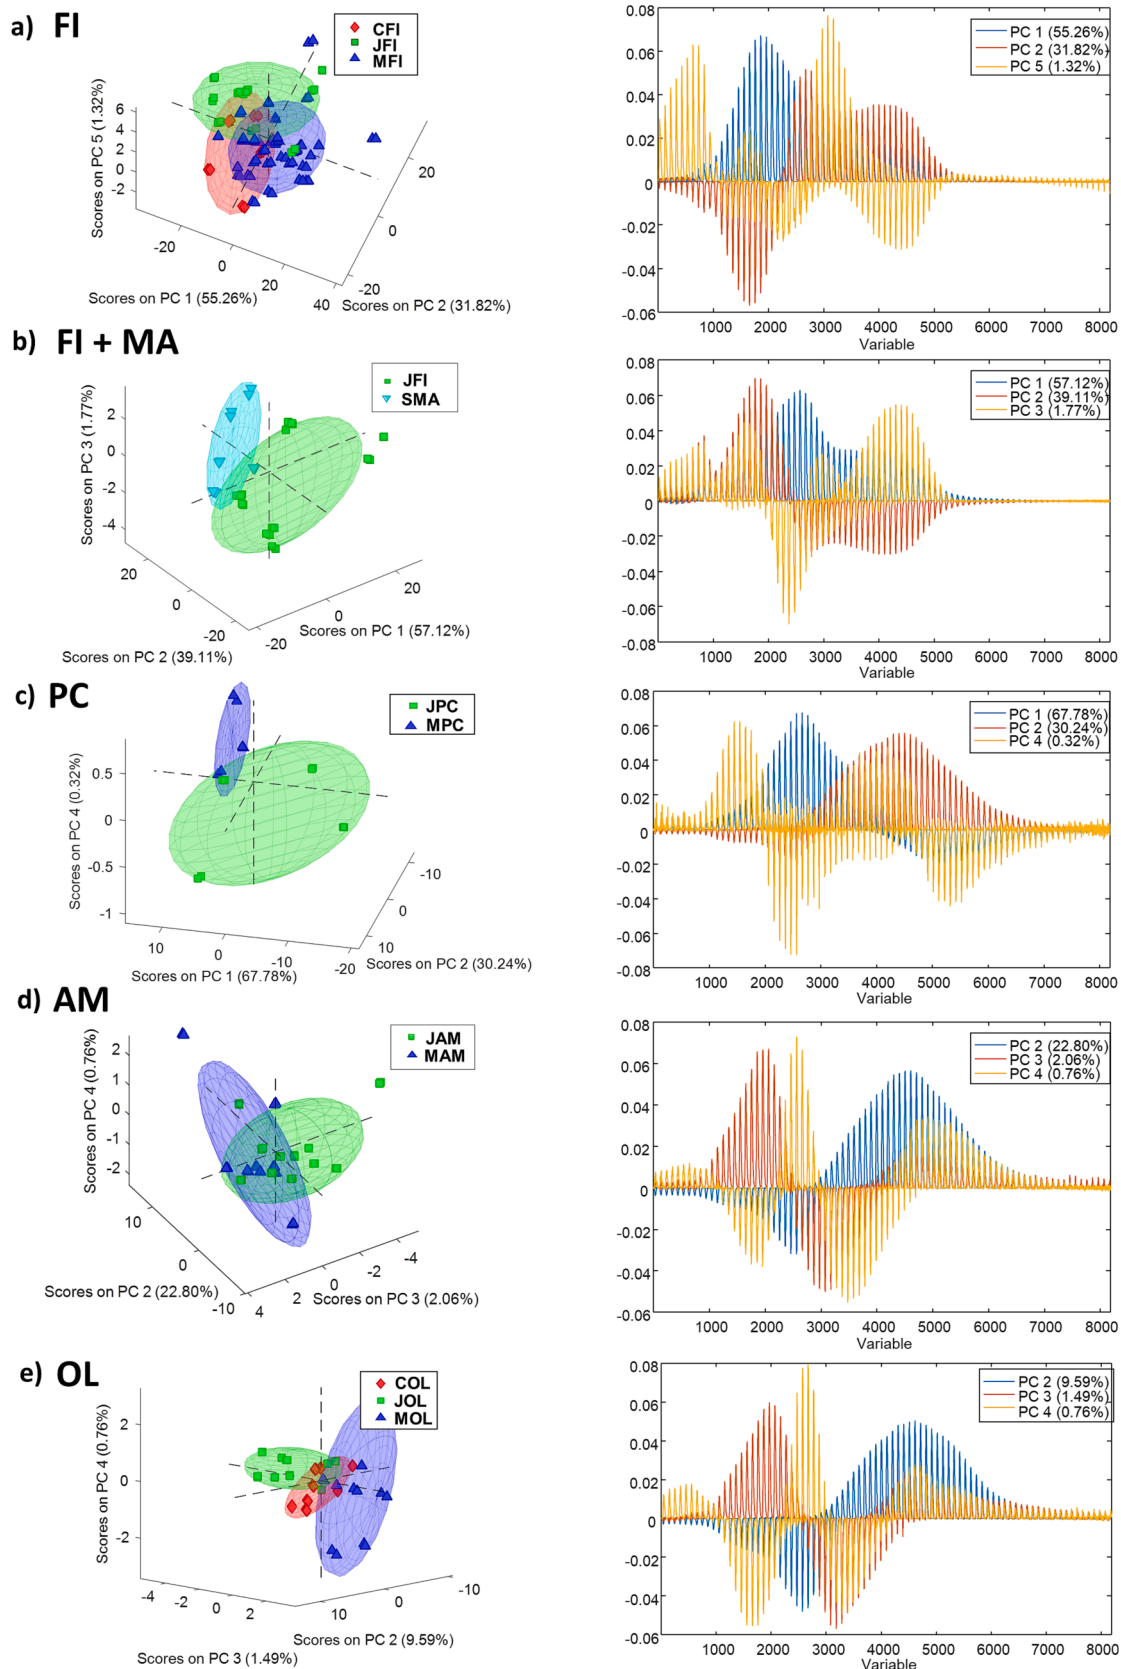 a) FI
CFI
JFI
MFI
Scores on PC 5 (1.32%)
6
4
2
0
-2
-20
0
20
40
Scores on PC 1 (55.26%)
-20
0
20
Scores on PC 2 (31.82%)
0.08
0.06
0.04
0.02
0
-0.02
-0.04
-0.06
PC 1 (55.26%)
PC 2 (31.82%)
PC 5 (1.32%)
1000 2000 3000 4000 5000 6000 7000 8000
Variable
b) FI + MA
JFI
SMA
Scores on PC 3 (1.77%)
2
0
-2
-4
20
0
-20
Scores on PC 2 (39.11%)
-20
0
20
Scores on PC 1 (57.12%)
0.08
0.06
0.04
0.02
0
-0.02
-0.04
-0.06
-0.08
PC 1 (57.12%)
PC 2 (39.11%)
PC 3 (1.77%)
1000 2000 3000 4000 5000 6000 7000 8000
Variable
c) PC
JPC
MPC
Scores on PC 4 (0.32%)
0.5
0
-0.5
-1
10
0
-10
-20
Scores on PC 1 (67.78%)
10
0
-10
Scores on PC 2 (30.24%)
0.08
0.06
0.04
0.02
0
-0.02
-0.04
-0.06
-0.08
PC 1 (67.78%)
PC 2 (30.24%)
PC 4 (0.32%)
1000 2000 3000 4000 5000 6000 7000 8000
Variable
d) AM
JAM
MAM
Scores on PC 4 (0.76%)
2
1
0
-1
-2
10
0
-10
Scores on PC 2 (22.80%)
4
2
0
-2
-4
Scores on PC 3 (2.06%)
0.08
0.06
0.04
0.02
0
-0.02
-0.04
-0.06
PC 2 (22.80%)
PC 3 (2.06%)
PC 4 (0.76%)
1000 2000 3000 4000 5000 6000 7000 8000
Variable
e) OL
COL
JOL
MOL
Scores on PC 4 (0.76%)
2
0
-2
-4
-2
0
2
Scores on PC 3 (1.49%)
10
0
-10
Scores on PC 2 (9.59%)
0.08
0.06
0.04
0.02
0
-0.02
-0.04
-0.06
PC 2 (9.59%)
PC 3 (1.49%)
PC 4 (0.76%)
1000 2000 3000 4000 5000 6000 7000 8000
Variable